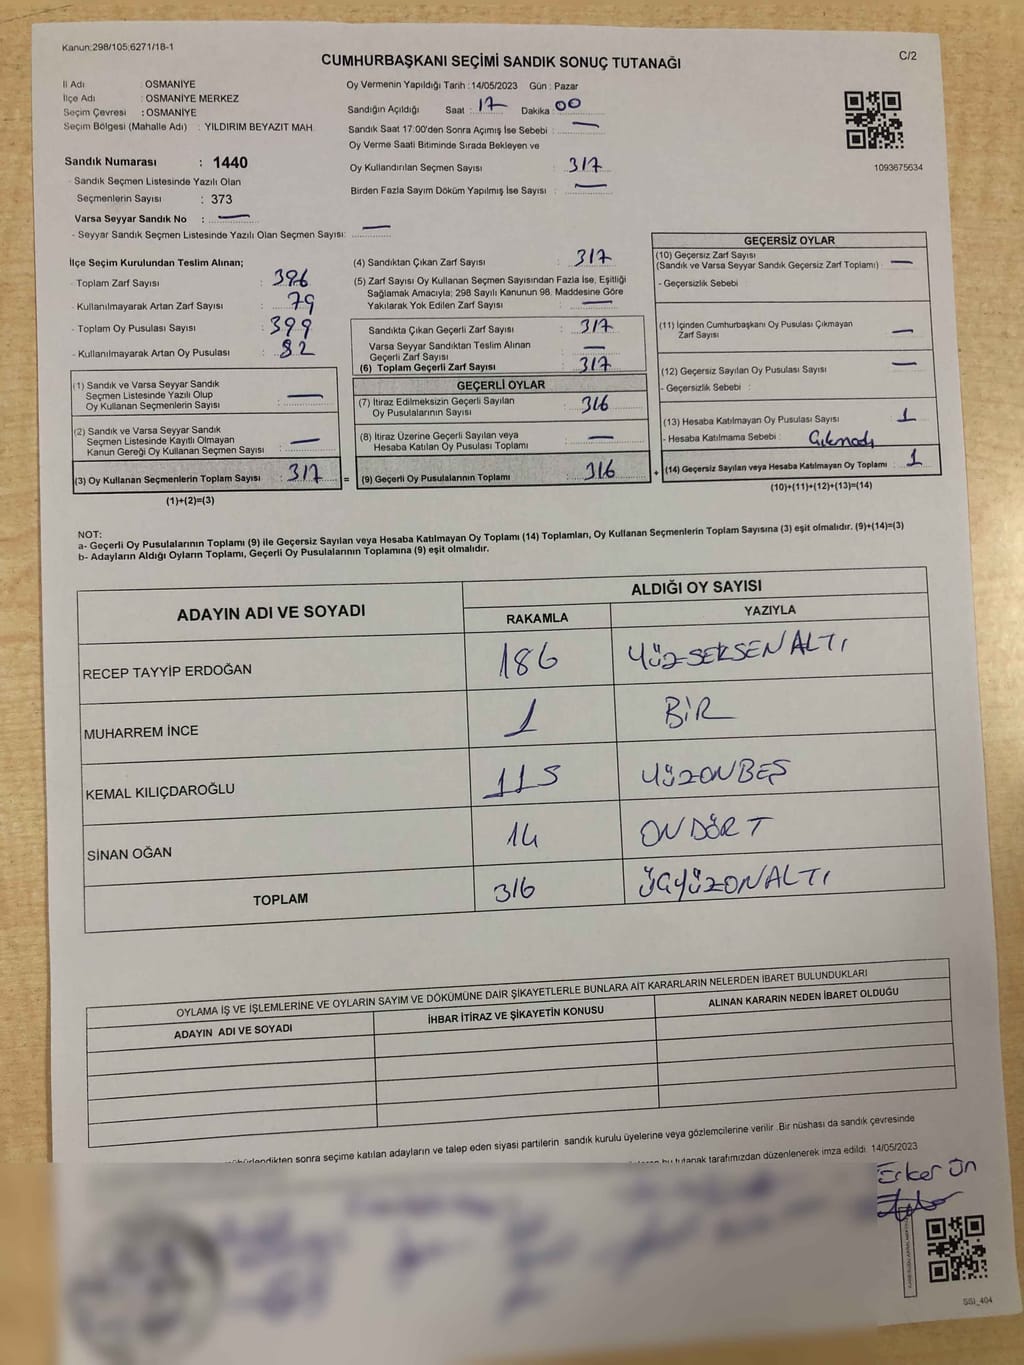 Kanun:298/105;6271/18-1
C/2
CUMHURBAŞKANI SEÇİMİ SANDIK SONUÇ TUTANAĞI
İl Adı : OSMANİYE
İlçe Adı : OSMANİYE MERKEZ
Seçim Çevresi : OSMANİYE
Seçim Bölgesi (Mahalle Adı) : YILDIRIM BEYAZIT MAH.
Sandık Numarası : 1440
- Sandık Seçmen Listesinde Yazılı Olan
Seçmenlerin Sayısı : 373
Varsa Seyyar Sandık No : —
- Seyyar Sandık Seçmen Listesinde Yazılı Olan Seçmen Sayısı: —
Oy Vermenin Yapıldığı Tarih : 14/05/2023 Gün : Pazar
Sandığın Açıldığı Saat : 17 Dakika : 00
Sandık Saat 17:00'den Sonra Açımış İse Sebebi : —
Oy Verme Saati Bitiminde Sırada Bekleyen ve
Oy Kullandırılan Seçmen Sayısı : 317
Birden Fazla Sayım Döküm Yapılmış İse Sayısı : —
1093675634
İlçe Seçim Kurulundan Teslim Alınan;
- Toplam Zarf Sayısı : 396
- Kullanılmayarak Artan Zarf Sayısı : 79
- Toplam Oy Pusulası Sayısı : 399
- Kullanılmayarak Artan Oy Pusulası : 82
(1) Sandık ve Varsa Seyyar Sandık
Seçmen Listesinde Yazılı Olup
Oy Kullanan Seçmenlerin Sayısı : —
(2) Sandık ve Varsa Seyyar Sandık
Seçmen Listesinde Kayıtlı Olmayan
Kanun Gereği Oy Kullanan Seçmen Sayısı : —
(3) Oy Kullanan Seçmenlerin Toplam Sayısı : 317 =
(1)+(2)=(3)
(4) Sandıktan Çıkan Zarf Sayısı : 317
(5) Zarf Sayısı Oy Kullanan Seçmen Sayısından Fazla İse, Eşitliği
Sağlamak Amacıyla; 298 Sayılı Kanunun 98. Maddesine Göre
Yakılarak Yok Edilen Zarf Sayısı : —
Sandıkta Çıkan Geçerli Zarf Sayısı : 317
Varsa Seyyar Sandıktan Teslim Alınan
Geçerli Zarf Sayısı : —
(6) Toplam Geçerli Zarf Sayısı : 317
GEÇERLİ OYLAR
(7) İtiraz Edilmeksizin Geçerli Sayılan
Oy Pusulalarının Sayısı : 316
(8) İtiraz Üzerine Geçerli Sayılan veya
Hesaba Katılan Oy Pusulası Toplamı : —
(9) Geçerli Oy Pusulalarının Toplamı : 316 +
GEÇERSİZ OYLAR
(10) Geçersiz Zarf Sayısı
(Sandık ve Varsa Seyyar Sandık Geçersiz Zarf Toplamı) : —
- Geçersizlik Sebebi :
(11) İçinden Cumhurbaşkanı Oy Pusulası Çıkmayan
Zarf Sayısı : —
(12) Geçersiz Sayılan Oy Pusulası Sayısı : —
- Geçersizlik Sebebi :
(13) Hesaba Katılmayan Oy Pusulası Sayısı : 1
- Hesaba Katılmama Sebebi : Çıkmadı
(14) Geçersiz Sayılan veya Hesaba Katılmayan Oy Toplamı : 1
(10)+(11)+(12)+(13)=(14)
NOT:
a- Geçerli Oy Pusulalarının Toplamı (9) ile Geçersiz Sayılan veya Hesaba Katılmayan Oy Toplamı (14) Toplamları, Oy Kullanan Seçmenlerin Toplam Sayısına (3) eşit olmalıdır. (9)+(14)=(3)
b- Adayların Aldığı Oyların Toplamı, Geçerli Oy Pusulalarının Toplamına (9) eşit olmalıdır.
ADAYIN ADI VE SOYADI
ALDIĞI OY SAYISI
RAKAMLA YAZIYLA
RECEP TAYYİP ERDOĞAN 186 YÜZSEKSENALTI
MUHARREM İNCE 1 BİR
KEMAL KILIÇDAROĞLU 115 YÜZONBEŞ
SİNAN OĞAN 14 ONDÖRT
TOPLAM 316 ÜÇYÜZONALTI
OYLAMA İŞ VE İŞLEMLERİNE VE OYLARIN SAYIM VE DÖKÜMÜNE DAİR ŞİKAYETLERLE BUNLARA AİT KARARLARIN NELERDEN İBARET BULUNDUKLARI
ADAYIN ADI VE SOYADI İHBAR İTİRAZ VE ŞİKAYETİN KONUSU ALINAN KARARIN NEDEN İBARET OLDUĞU
sonra seçime katılan adayların ve talep eden siyasi partilerin sandık kurulu üyelerine veya gözlemcilerine verilir. Bir nüshası da sandık çevresinde
bu tutanak tarafımızdan düzenlenerek imza edildi. 14/05/2023
SSI_404